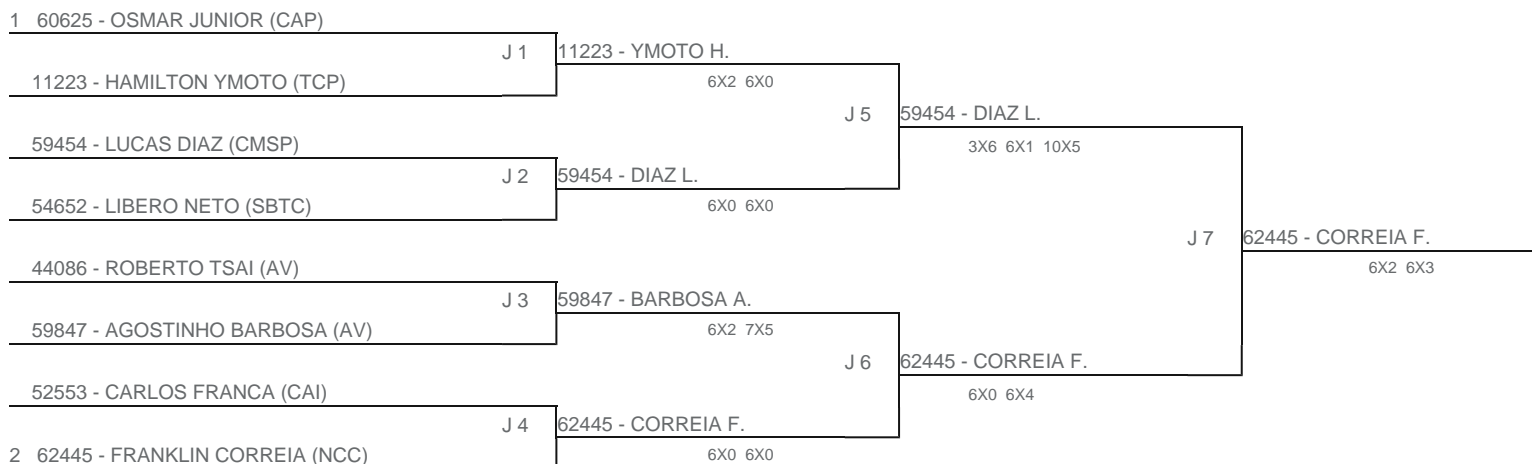 1 60625 - OSMAR JUNIOR (CAP)
J 1
11223 - YMOTO H.
11223 - HAMILTON YMOTO (TCP)
6X2 6X0
J 5
59454 - DIAZ L.
59454 - LUCAS DIAZ (CMSP)
3X6 6X1 10X5
J 2
59454 - DIAZ L.
54652 - LIBERO NETO (SBTC)
6X0 6X0
J 7
62445 - CORREIA F.
44086 - ROBERTO TSAI (AV)
6X2 6X3
J 3
59847 - BARBOSA A.
59847 - AGOSTINHO BARBOSA (AV)
6X2 7X5
J 6
62445 - CORREIA F.
52553 - CARLOS FRANCA (CAI)
6X0 6X4
J 4
62445 - CORREIA F.
2 62445 - FRANKLIN CORREIA (NCC)
6X0 6X0